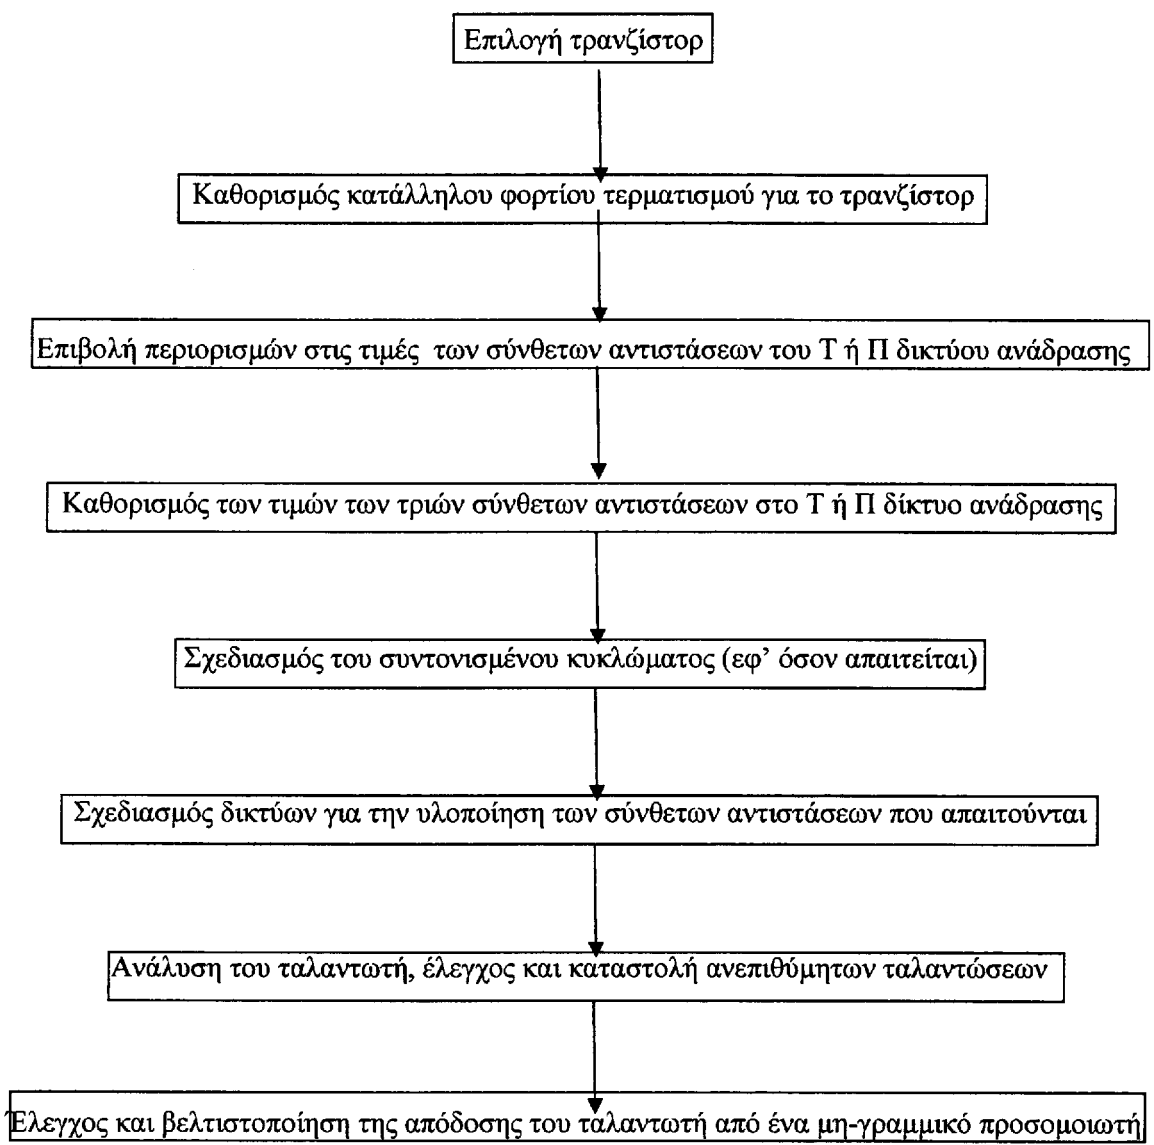 Επιλογή τρανζίστορ
Καθορισμός κατάλληλου φορτίου τερματισμού για το τρανζίστορ
Επιβολή περιορισμών στις τιμές των σύνθετων αντιστάσεων του Τ ή Π δικτύου ανάδρασης
Καθορισμός των τιμών των τριών σύνθετων αντιστάσεων στο Τ ή Π δίκτυο ανάδρασης
Σχεδιασμός του συντονισμένου κυκλώματος (εφ’ όσον απαιτείται)
Σχεδιασμός δικτύων για την υλοποίηση των σύνθετων αντιστάσεων που απαιτούνται
Ανάλυση του ταλαντωτή, έλεγχος και καταστολή ανεπιθύμητων ταλαντώσεων
Έλεγχος και βελτιστοποίηση της απόδοσης του ταλαντωτή από ένα μη-γραμμικό προσομοιωτή